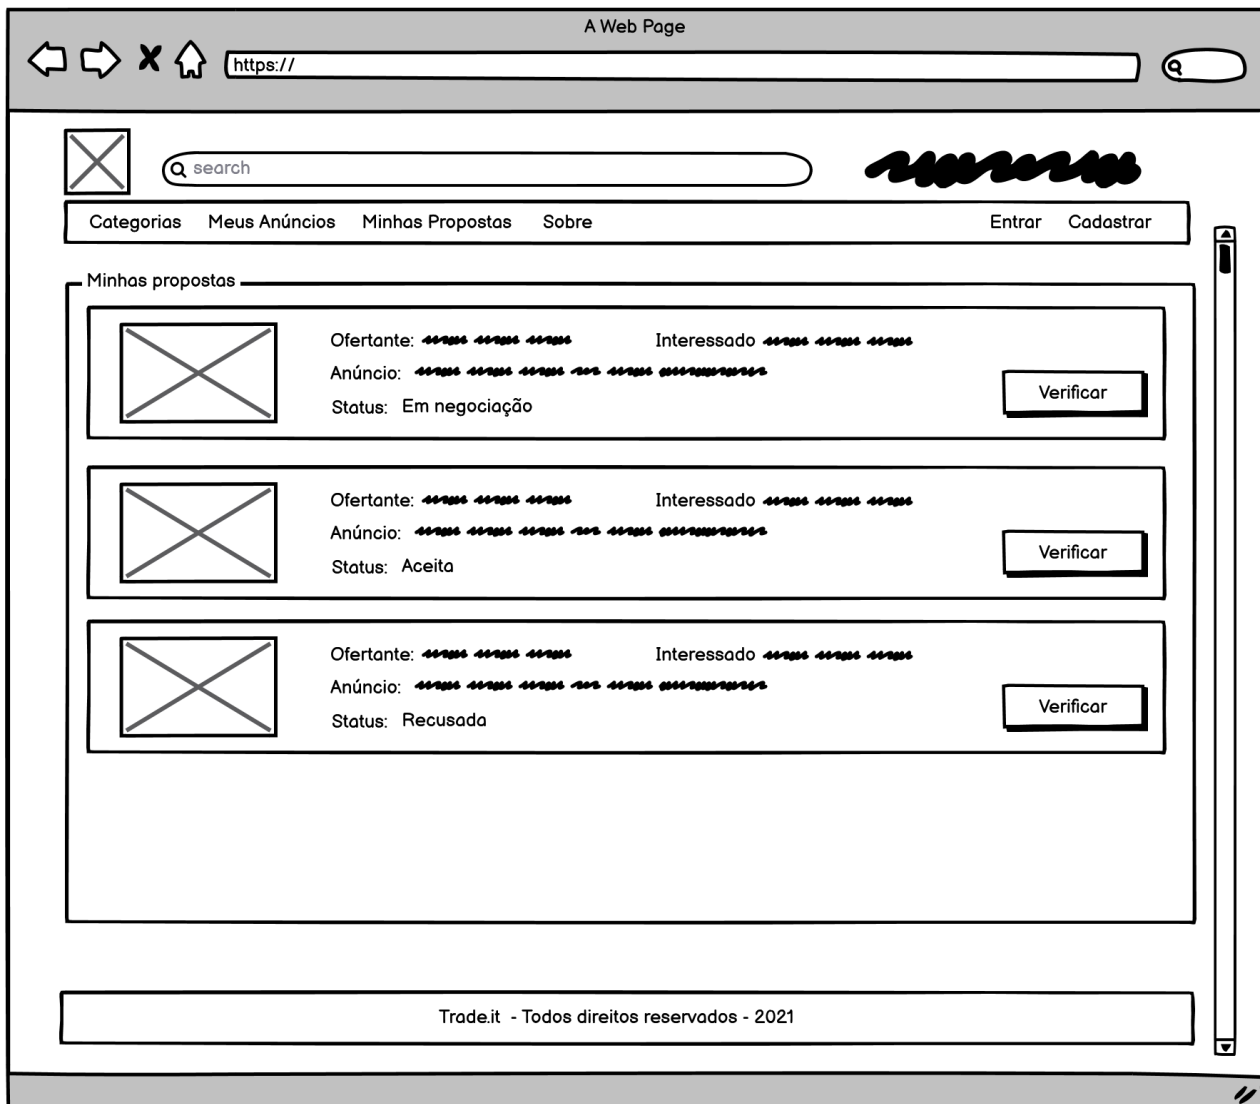 A Web Page
https://
search
Categorias Meus Anúncios Minhas Propostas Sobre Entrar Cadastrar
Minhas propostas
Ofertante: Interessado
Anúncio:
Status: Em negociação
Verificar
Ofertante: Interessado
Anúncio:
Status: Aceita
Verificar
Ofertante: Interessado
Anúncio:
Status: Recusada
Verificar
Trade.it - Todos direitos reservados - 2021